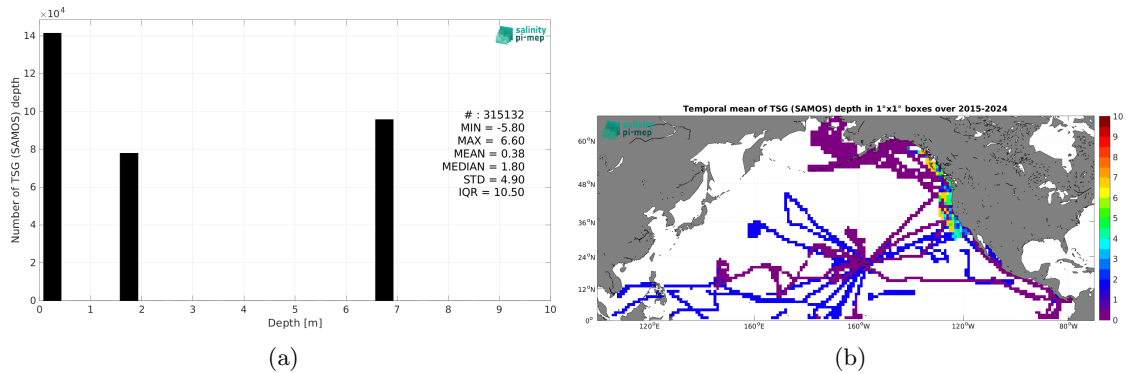 ×10⁴
14
12
10
8
6
4
2
0
Number of TSG (SAMOS) depth
0 1 2 3 4 5 6 7 8 9 10
Depth [m]
salinity
pi-mep
# : 315132
MIN = -5.80
MAX = 6.60
MEAN = 0.38
MEDIAN = 1.80
STD = 4.90
IQR = 10.50
(a)
Temporal mean of TSG (SAMOS) depth in 1°x1° boxes over 2015-2024
salinity
pi-mep
60°N
48°N
36°N
24°N
12°N
0°
120°E 160°E 160°W 120°W 80°W
10
9
8
7
6
5
4
3
2
1
0
(b)